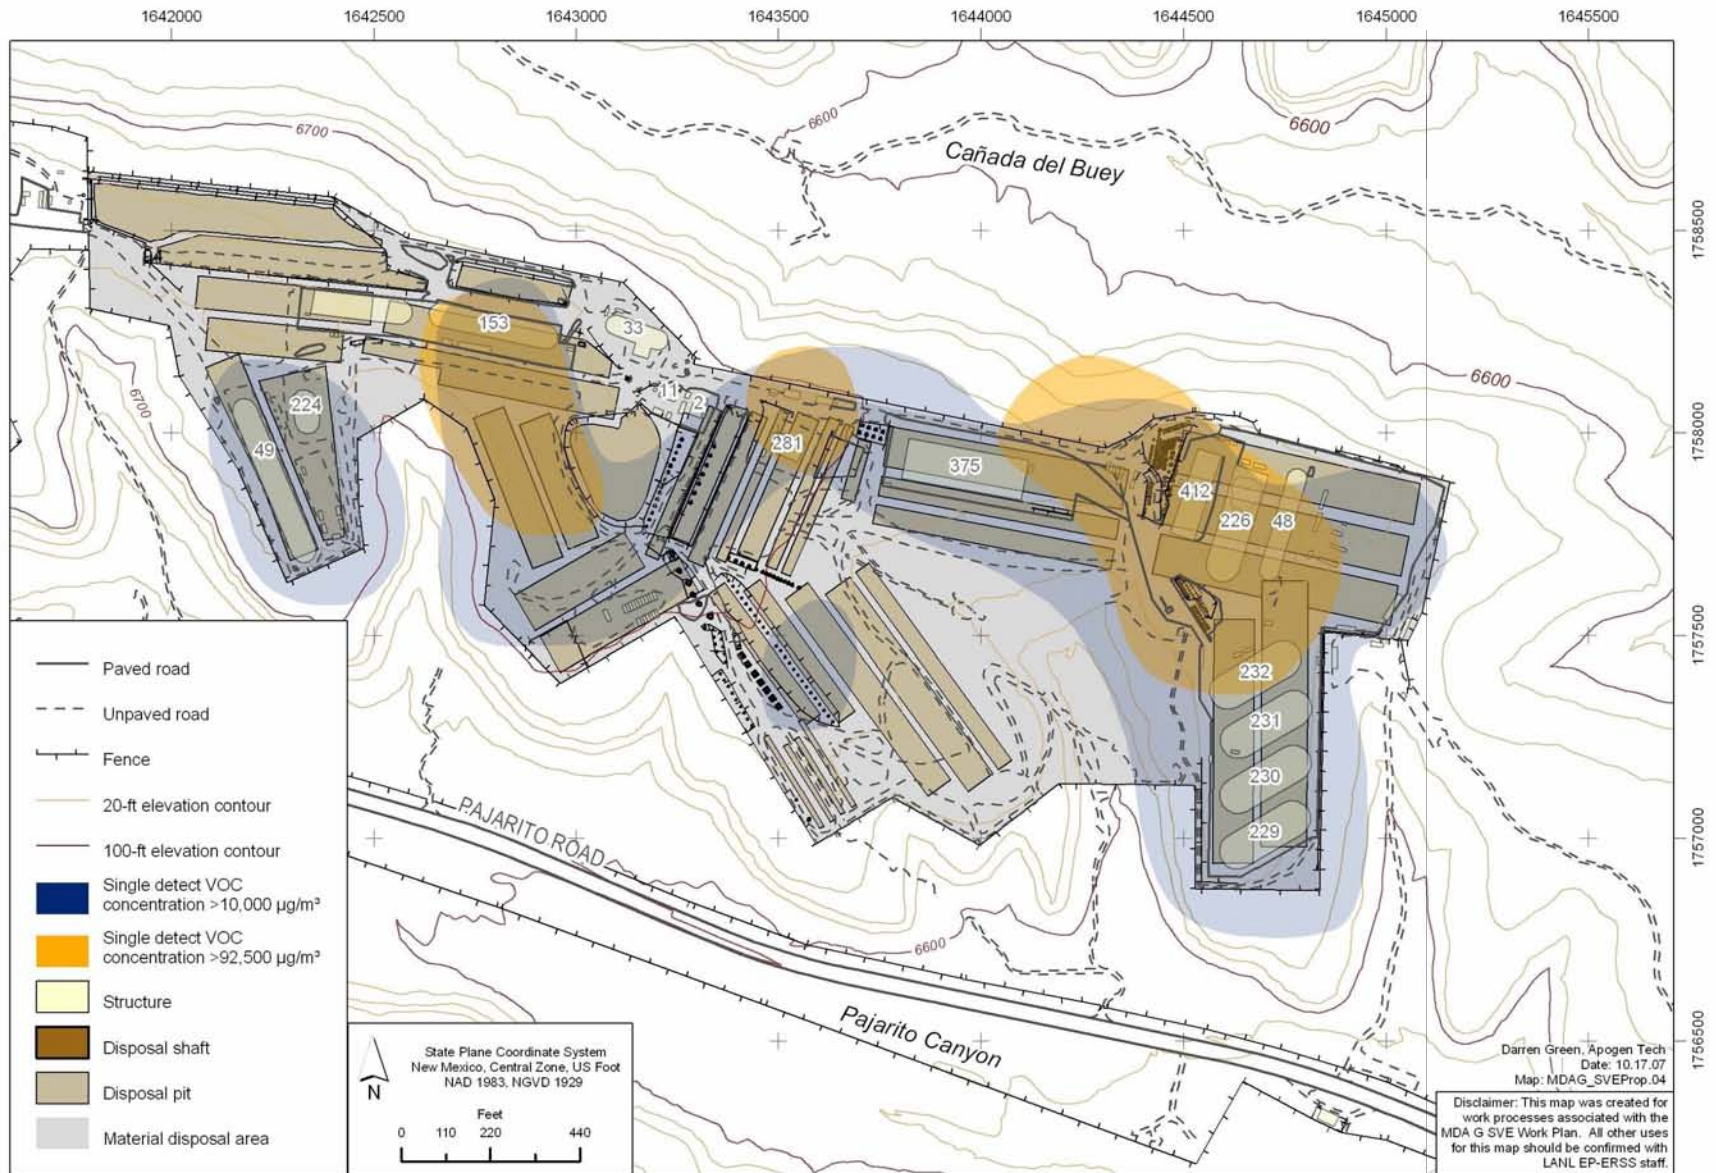 1642000
1642500
1643000
1643500
1644000
1644500
1645000
1645500
6700
6600
6600
Cañada del Buey
1758500
153
33
6700
6600
11
2
224
49
281
1758000
375
412
226
48
1757500
232
231
230
229
PAJARITO ROAD
1757000
6600
Pajarito Canyon
1756500
Paved road
Unpaved road
Fence
20-ft elevation contour
100-ft elevation contour
Single detect VOC
concentration >10,000 µg/m³
Single detect VOC
concentration >92,500 µg/m³
Structure
Disposal shaft
Disposal pit
Material disposal area
N
State Plane Coordinate System
New Mexico, Central Zone, US Foot
NAD 1983, NGVD 1929
Feet
0 110 220 440
Darren Green, Apogen Tech
Date: 10.17.07
Map: MDAG_SVEProp.04
Disclaimer: This map was created for
work processes associated with the
MDA G SVE Work Plan. All other uses
for this map should be confirmed with
LANL EP-ERSS staff.